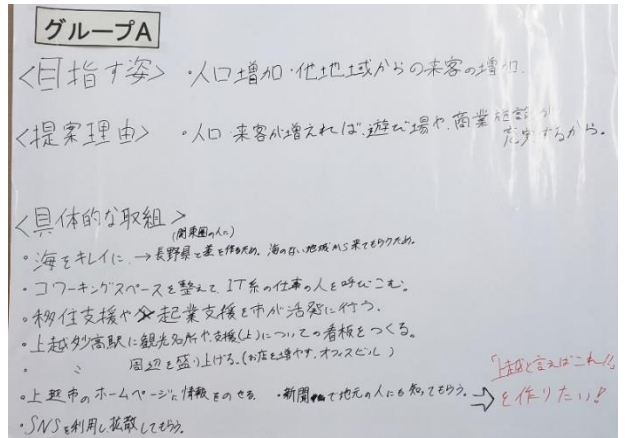 グループA
<目指す姿> ・人口増加・他地域からの来客の増加.
<提案理由> ・人口・来客が増えれば、遊び場や、商業施設が
充実するから。
<具体的な取組>
(関東圏の人に)
・海をキレイに → 長野県と差を作るため。海のない地域から来てもらうため。
・コワーキングスペースを整えて、IT系の仕事の人を呼びこむ。
・移住支援や起業支援を市が活発に行う。
・上越妙高駅に観光名所や支援(上)についての看板をつくる。
・ 〃 周辺を盛り上げる。(お店を増やす、オフィスビル)
・上越市のホームページに情報をのせる ・新聞で地元の人にも知ってもらう。
・SNSを利用し拡散してもらう。
⇒ 「上越と言えばこれ!!」
を作りたい!